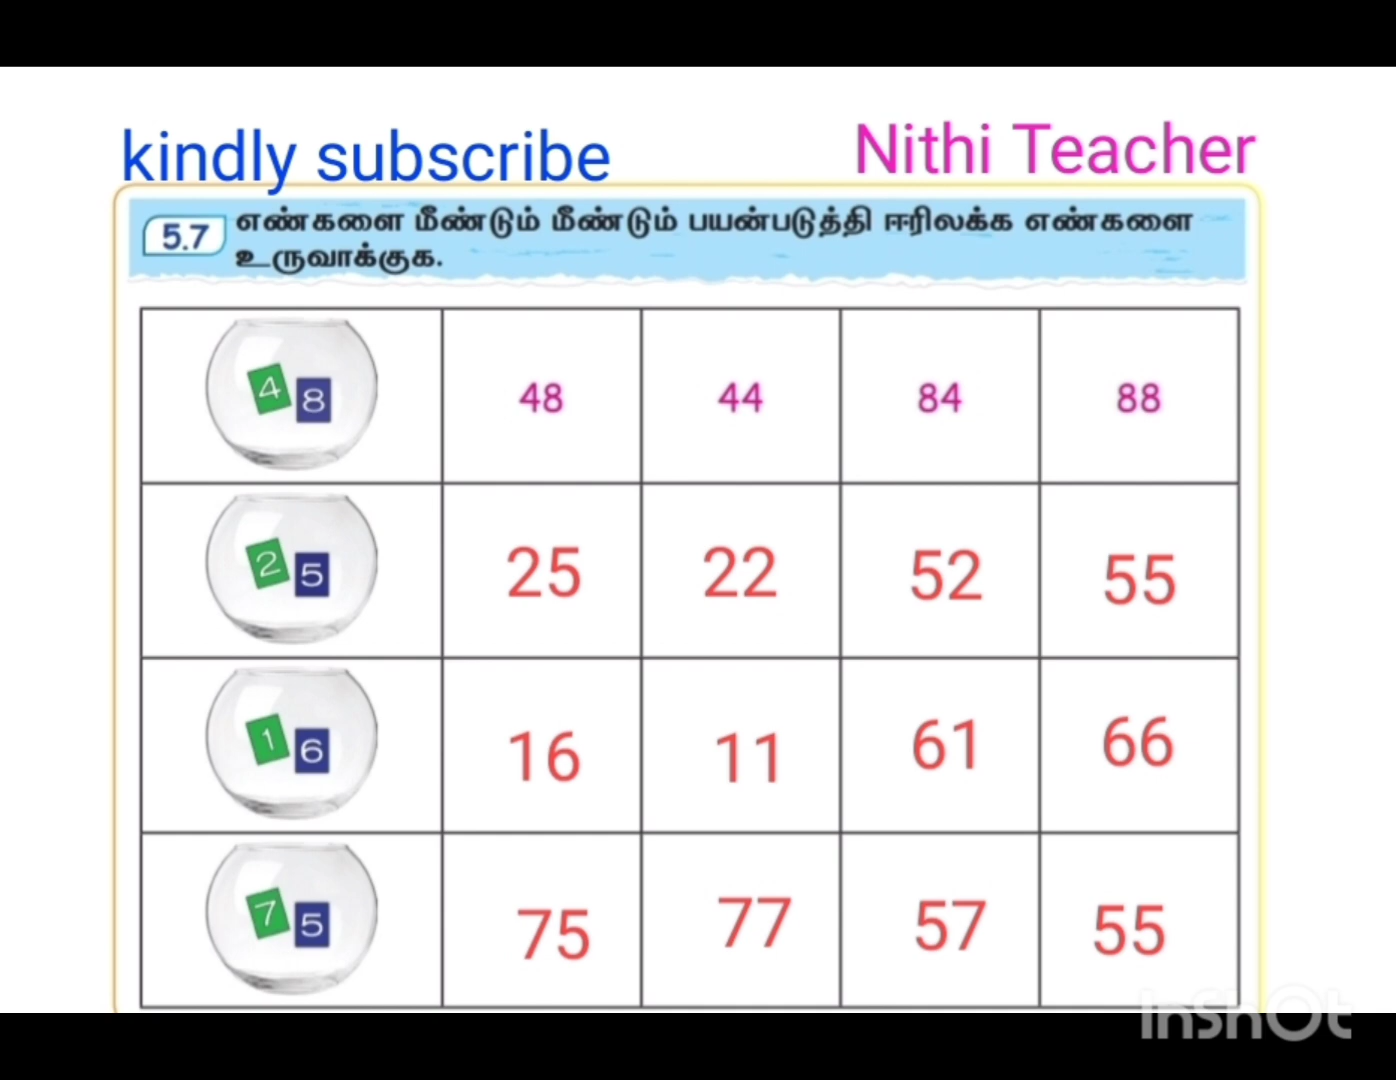 kindly subscribe Nithi Teacher
5.7 எண்களை மீண்டும் மீண்டும் பயன்படுத்தி ஈரிலக்க எண்களை
உருவாக்குக.
4 8 48 44 84 88
2 5 25 22 52 55
1 6 16 11 61 66
7 5 75 77 57 55
InShOt